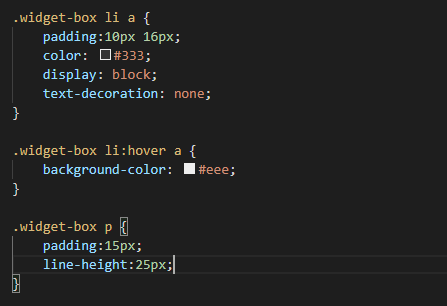 .widget-box li a {
    padding:10px 16px;
    color: #333;
    display: block;
    text-decoration: none;
}

.widget-box li:hover a {
    background-color: #eee;
}

.widget-box p {
    padding:15px;
    line-height:25px;
}